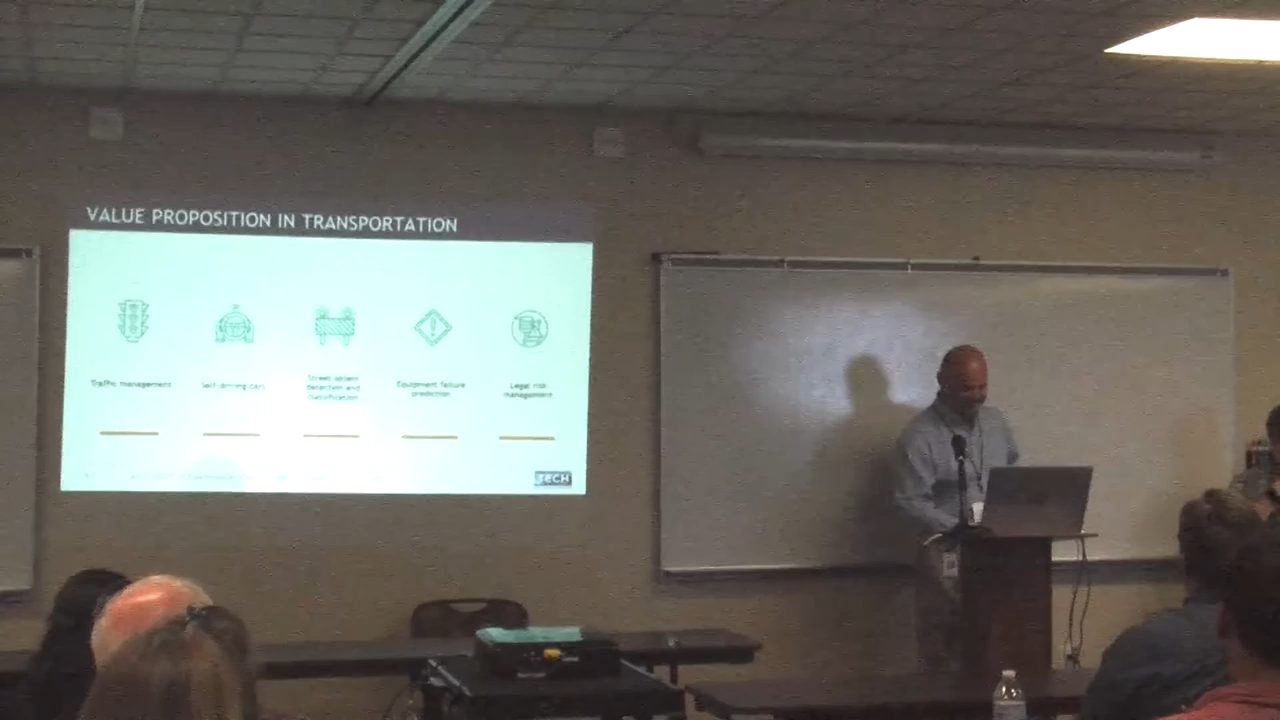 VALUE PROPOSITION IN TRANSPORTATION
Traffic management
Self-driving cars
Street object
detection and
classification
Equipment failure
prediction
Legal risk
management
TECH